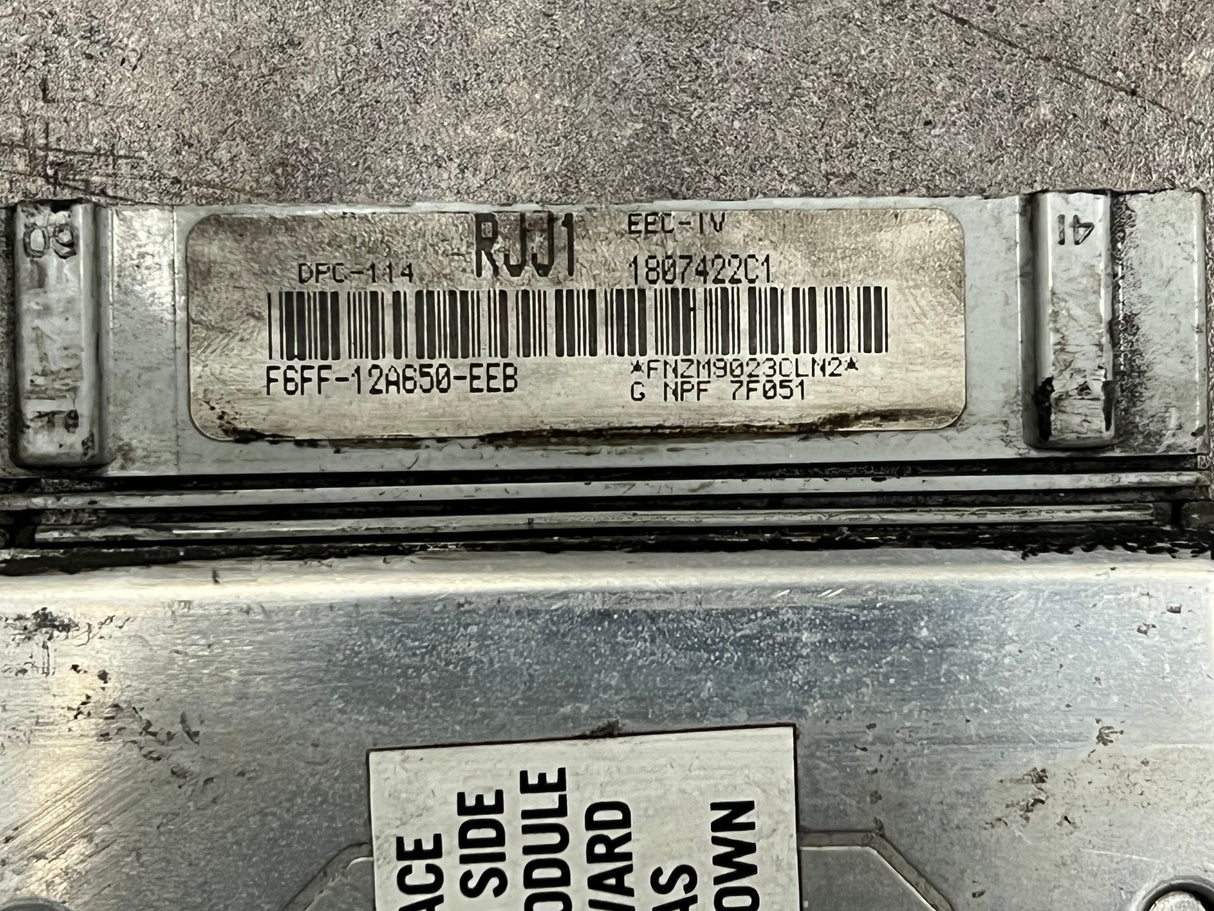 60
RJJ1
EEC-IV
41
DPC-114
1807422C1
F6FF-12A650-EEB
*FNZM9023CLN2*
G NPF 7F051
ACE
SIDE
ODULE
WARD
AS
OWN